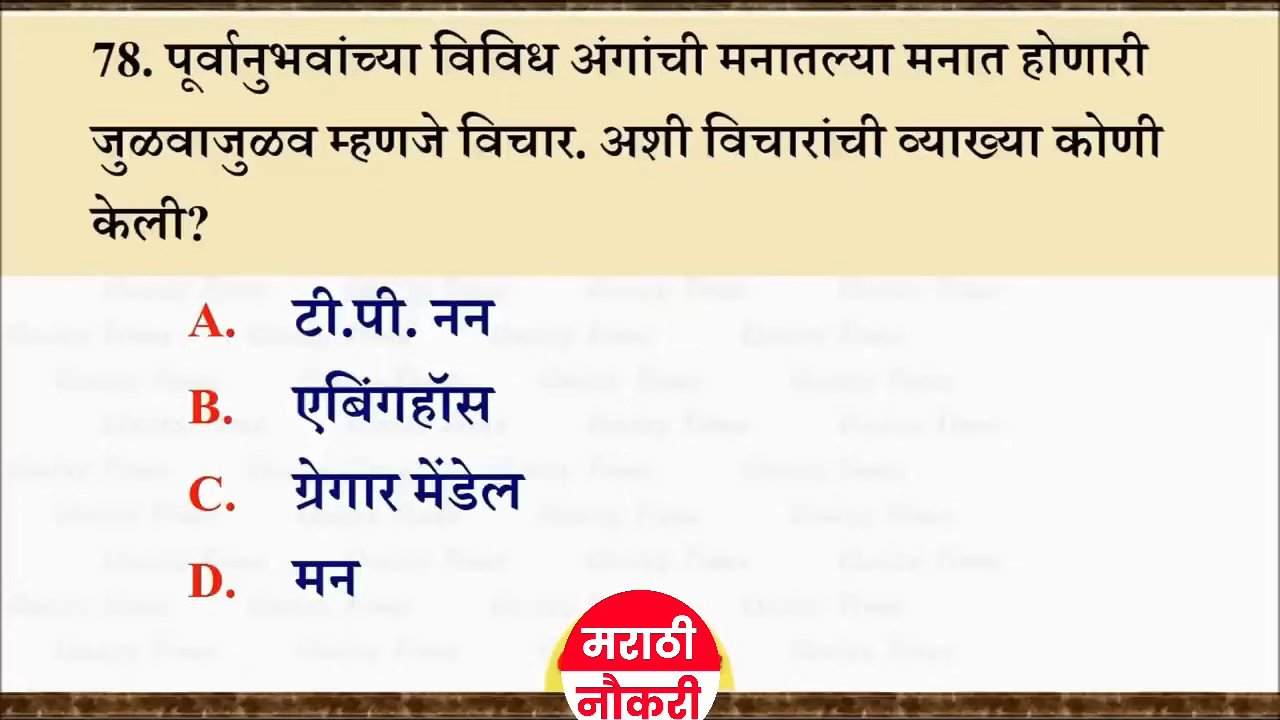 78. पूर्वानुभवांच्या विविध अंगांची मनातल्या मनात होणारी
जुळवाजुळव म्हणजे विचार. अशी विचारांची व्याख्या कोणी
केली?
A. टी.पी. नन
B. एबिंगहॉस
C. ग्रेगार मेंडेल
D. मन
मराठी
नौकरी